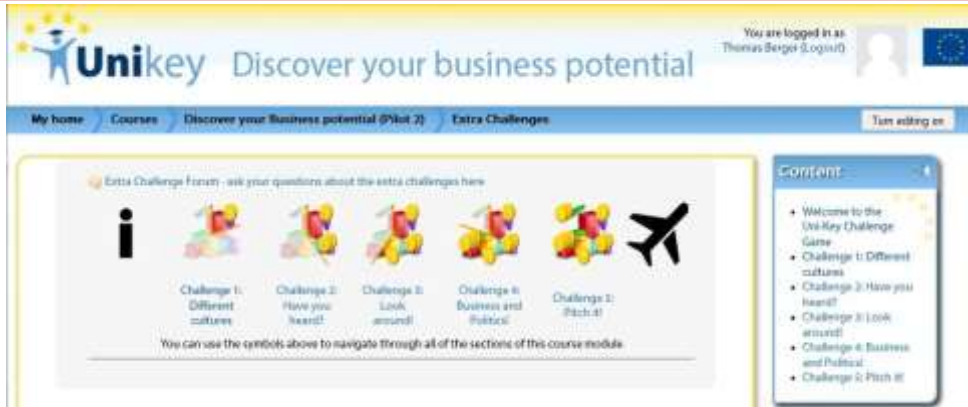 You are logged in as
Thomas Berger (Logout)
Unikey Discover your business potential
My home Courses Discover your Business potential (Pilot 2) Extra Challenges
Turn editing on
Extra Challenge Forum - ask your questions about the extra challenges here
Challenge 1:
Different
cultures
Challenge 2:
Have you
heard?
Challenge 3:
Look
around!
Challenge 4:
Business and
Politics!
Challenge 5:
Pitch it!
You can use the symbols above to navigate through all of the sections of this course module
Content
Welcome to the
Uni-Key Challenge
Game
Challenge 1: Different
cultures
Challenge 2: Have you
heard?
Challenge 3: Look
around!
Challenge 4: Business
and Politics!
Challenge 5: Pitch it!